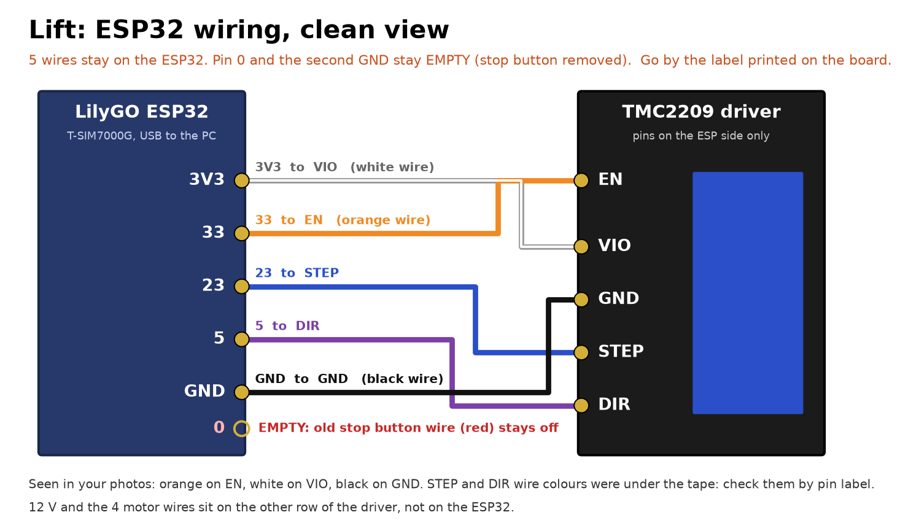 Lift: ESP32 wiring, clean view
5 wires stay on the ESP32. Pin 0 and the second GND stay EMPTY (stop button removed).  Go by the label printed on the board.
LilyGO ESP32
T-SIM7000G, USB to the PC
TMC2209 driver
pins on the ESP side only
3V3
3V3 to VIO (white wire)
EN
33
33 to EN (orange wire)
VIO
23
23 to STEP
GND
5
5 to DIR
STEP
GND
GND to GND (black wire)
DIR
0
EMPTY: old stop button wire (red) stays off
Seen in your photos: orange on EN, white on VIO, black on GND. STEP and DIR wire colours were under the tape: check them by pin label.
12 V and the 4 motor wires sit on the other row of the driver, not on the ESP32.